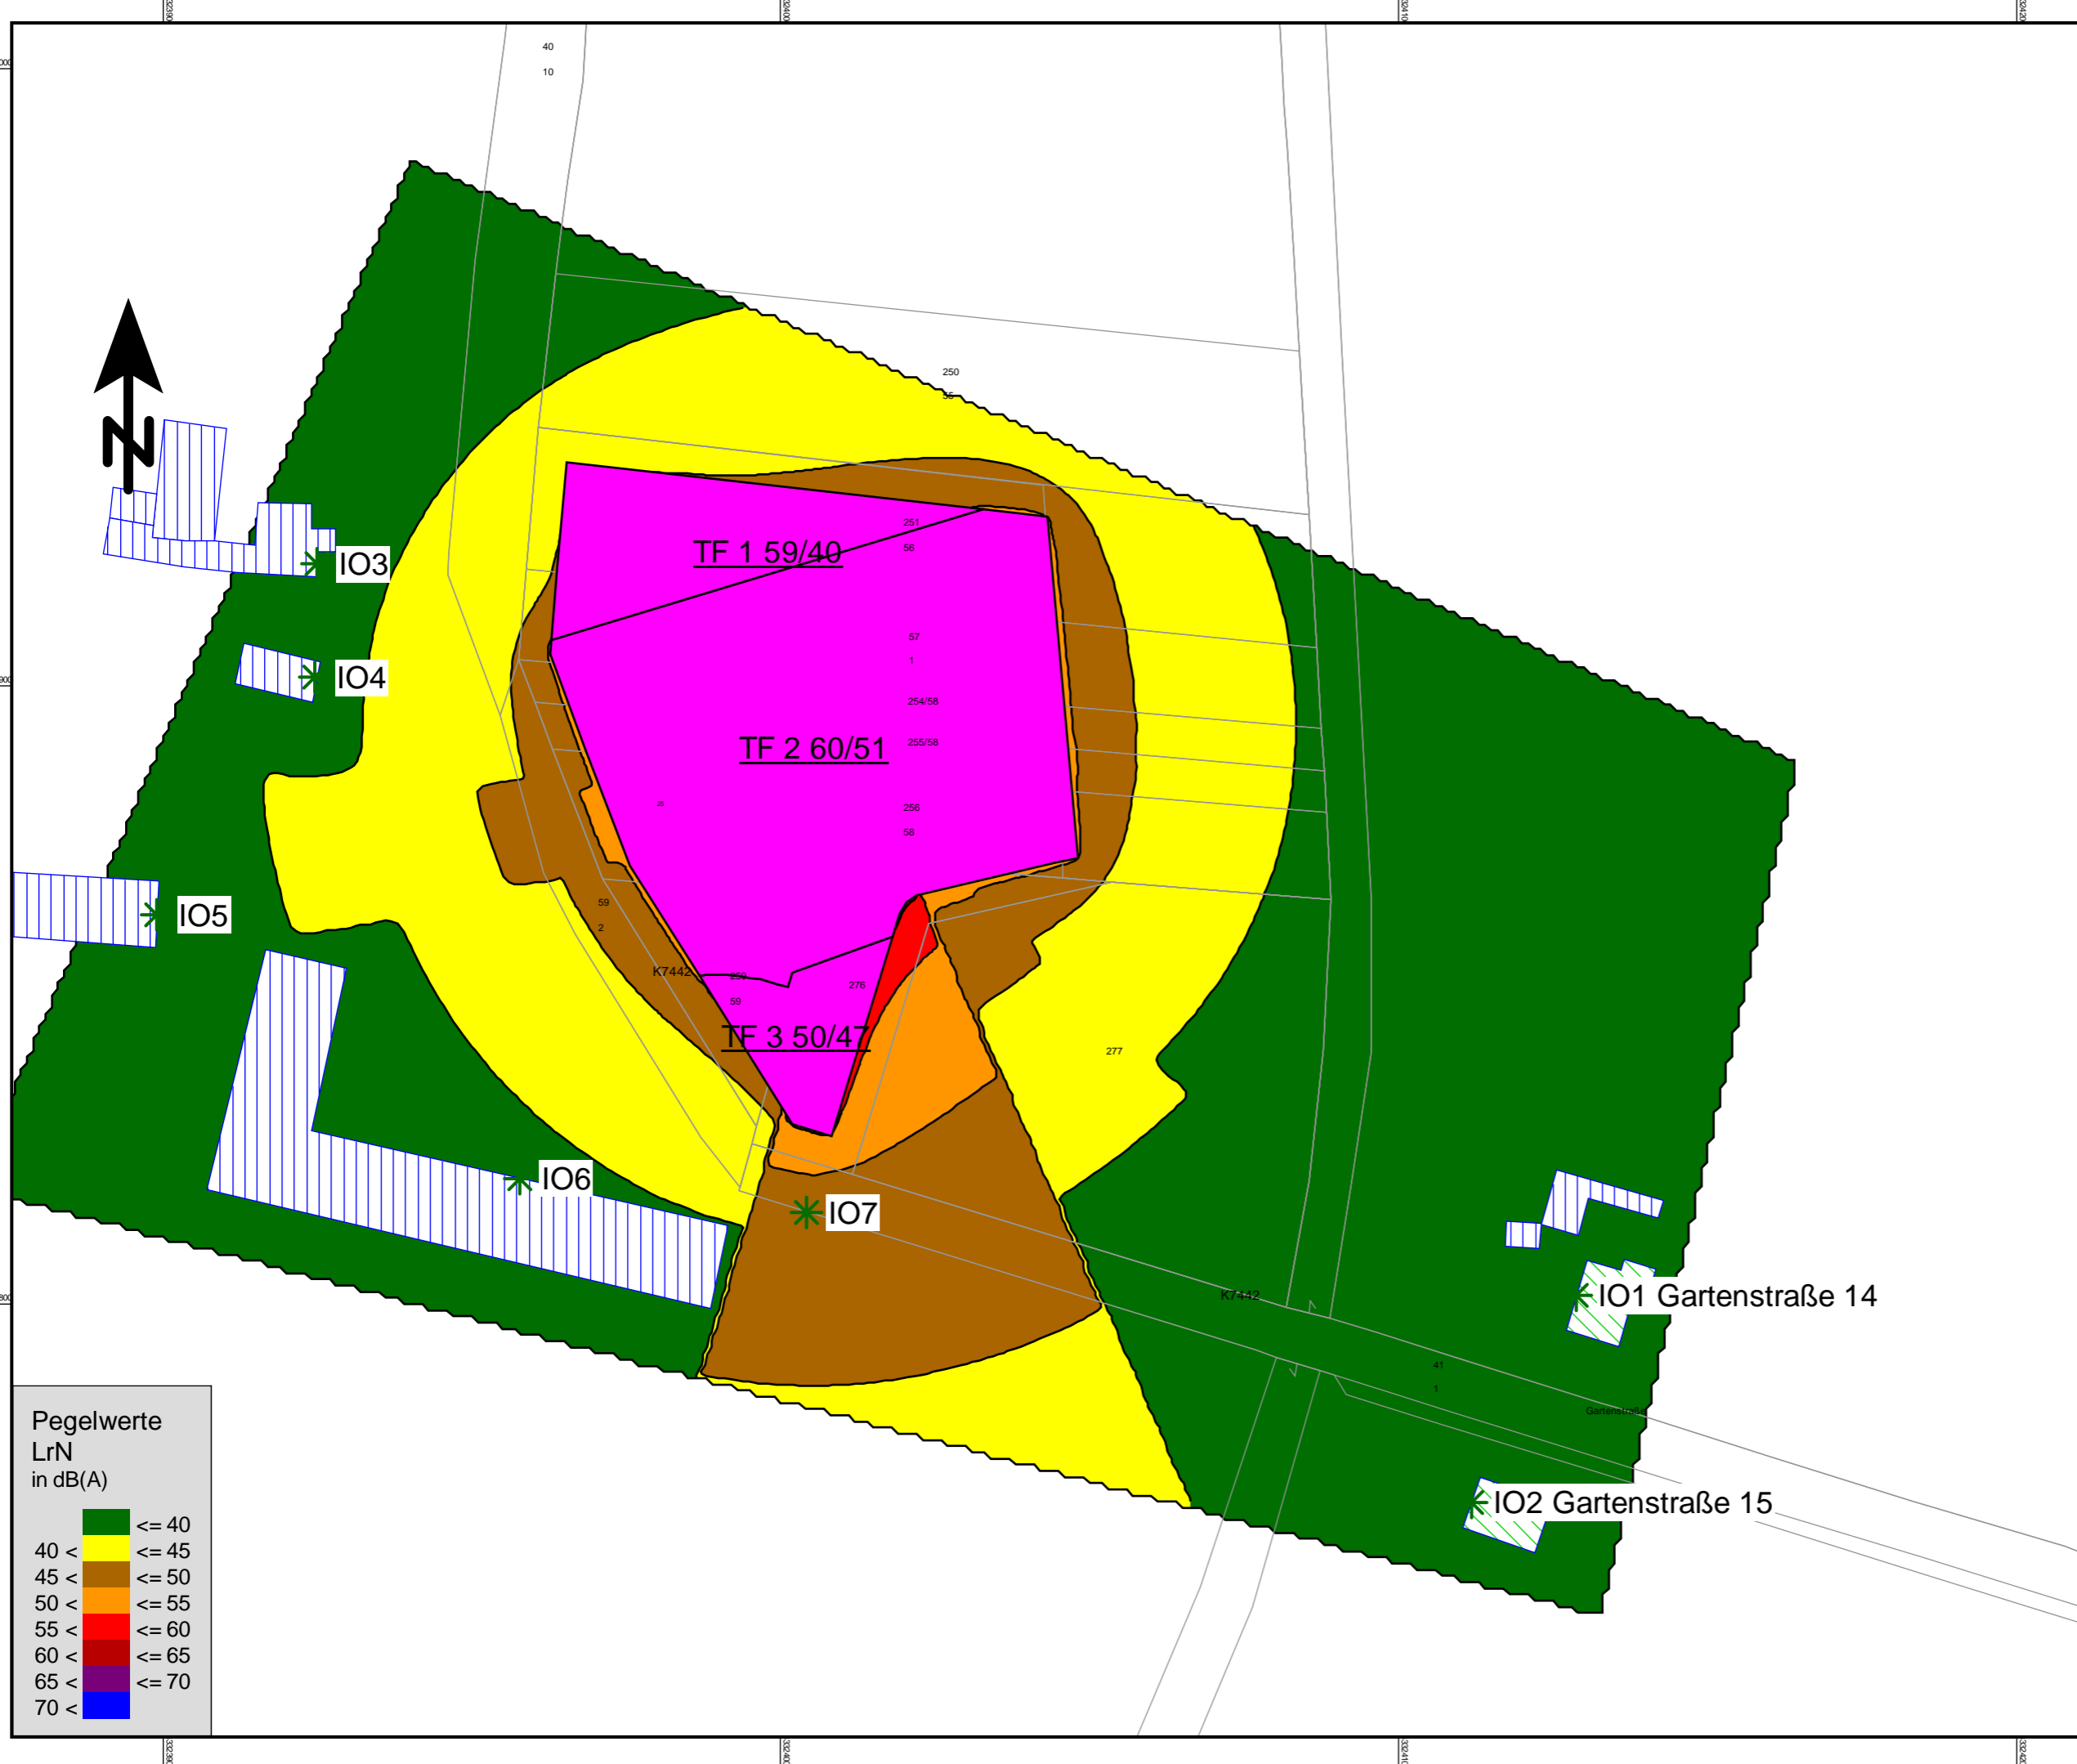 40
10
250
55
N
251
56
TF 1 59/40
IO3
57
1
IO4
254/58
TF 2 60/51
255/58
256
58
59
2
IO5
K7442
259
59
276
TF 3 50/47
277
IO6
IO7
K7442
IO1 Gartenstraße 14
41
1
Gartenstraße
IO2 Gartenstraße 15
Pegelwerte
LrN
in dB(A)
<= 40
40 < <= 45
45 < <= 50
50 < <= 55
55 < <= 60
60 < <= 65
65 < <= 70
70 <